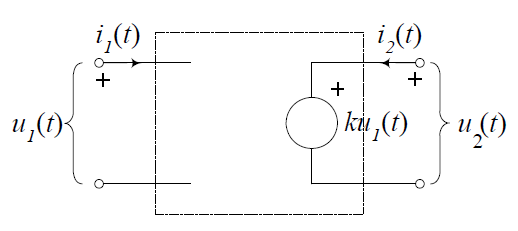 i₁(t) i₂(t)
+ + +
u₁(t) ku₁(t) u₂(t)